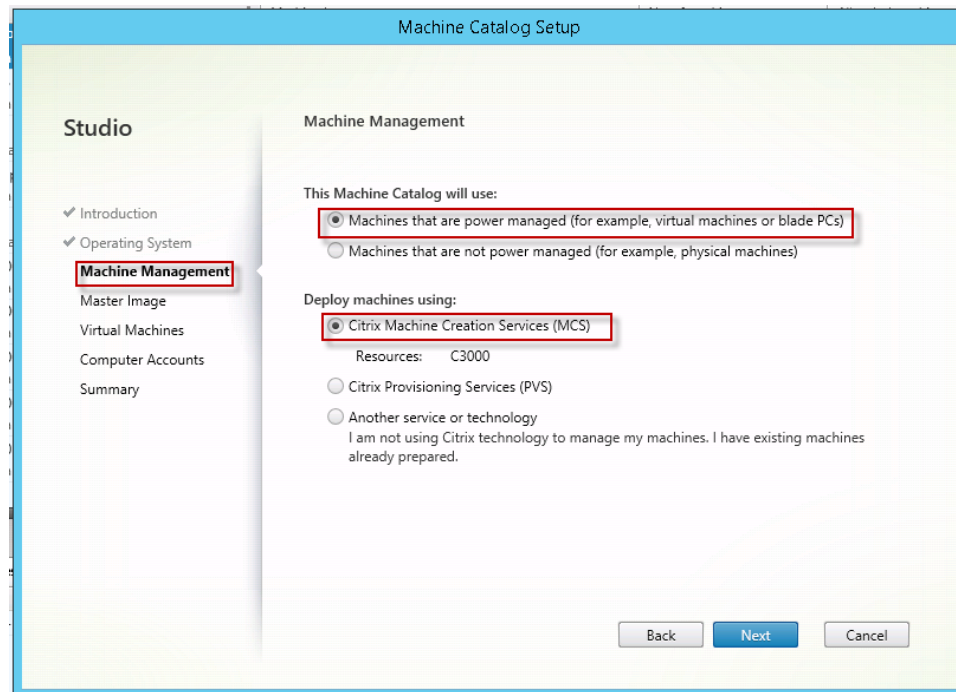 Machine Catalog Setup
Studio
Introduction
Operating System
Machine Management
Master Image
Virtual Machines
Computer Accounts
Summary
Machine Management
This Machine Catalog will use:
Machines that are power managed (for example, virtual machines or blade PCs)
Machines that are not power managed (for example, physical machines)
Deploy machines using:
Citrix Machine Creation Services (MCS)
Resources: C3000
Citrix Provisioning Services (PVS)
Another service or technology
I am not using Citrix technology to manage my machines. I have existing machines
already prepared.
Back
Next
Cancel